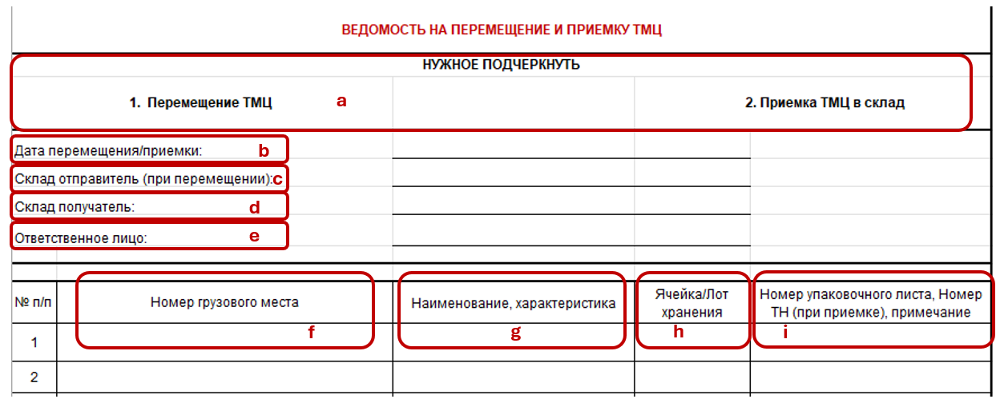 ВЕДОМОСТЬ НА ПЕРЕМЕЩЕНИЕ И ПРИЕМКУ ТМЦ
НУЖНОЕ ПОДЧЕРКНУТЬ
1. Перемещение ТМЦ a 2. Приемка ТМЦ в склад
Дата перемещения/приемки: b
Склад отправитель (при перемещении): c
Склад получатель: d
Ответственное лицо: e
№ п/п
Номер грузового места
f
Наименование, характеристика
g
Ячейка/Лот
хранения
h
Номер упаковочного листа, Номер
ТН (при приемке), примечание
i
1
2